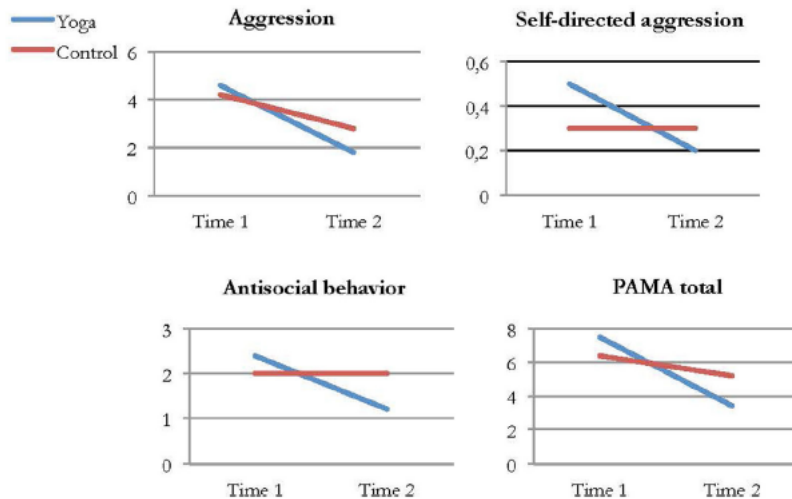 Yoga
Control
Aggression
6
4
2
0
Time 1 Time 2
Self-directed aggression
0,6
0,4
0,2
0
Time 1 Time 2
Antisocial behavior
3
2
1
0
Time 1 Time 2
PAMA total
8
6
4
2
0
Time 1 Time 2